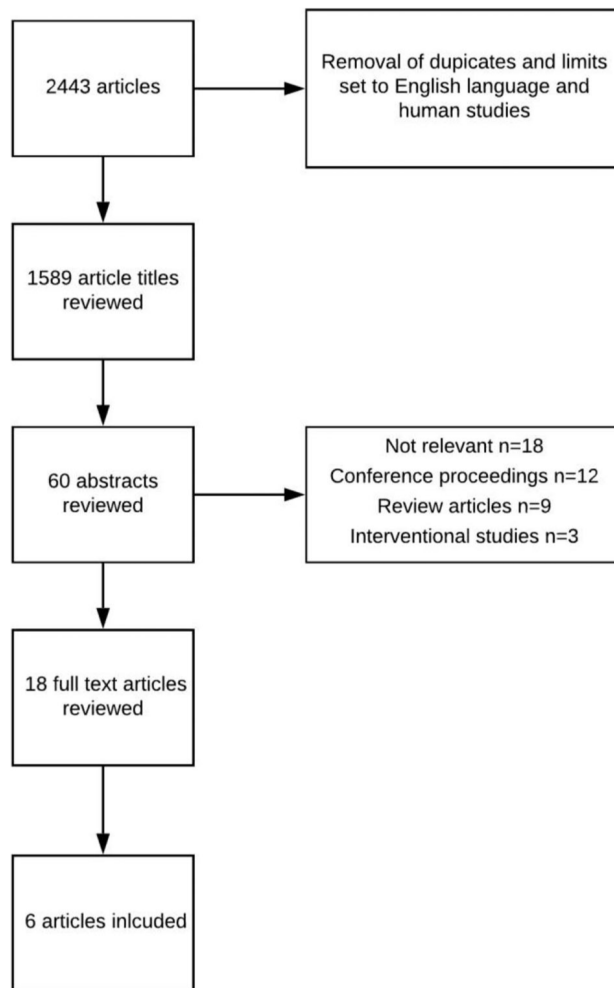 2443 articles
Removal of dupicates and limits
set to English language and
human studies
1589 article titles
reviewed
60 abstracts
reviewed
Not relevant n=18
Conference proceedings n=12
Review articles n=9
Interventional studies n=3
18 full text articles
reviewed
6 articles inlcuded